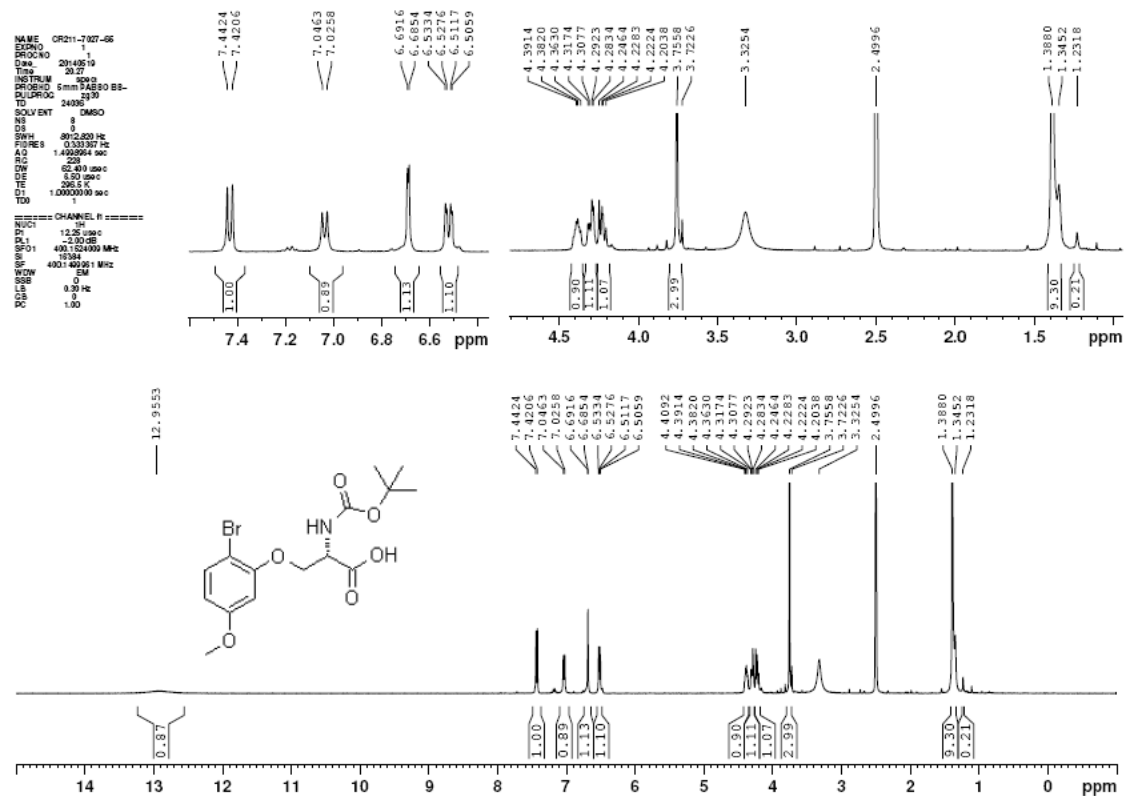 NAME CR211-7027-66
EXPNO 1
PROCNO 1
Date_ 20140519
Time 20.27
INSTRUM spect
PROBHD 5 mm PABBO BB-
PULPROG zg30
TD 24036
SOLVENT DMSO
NS 8
DS 0
SWH 8012.820 Hz
FIDRES 0.333367 Hz
AQ 1.4998964 sec
RG 228
DW 62.400 usec
DE 6.50 usec
TE 296.5 K
D1 1.00000000 sec
TD0 1
======= CHANNEL f1 =======
NUC1 1H
P1 12.25 usec
PL1 -2.00 dB
SFO1 400.1524009 MHz
SI 16384
SF 400.1499951 MHz
WDW EM
SSB 0
LB 0.30 Hz
GB 0
PC 1.00
7.4424
7.4206
7.0463
7.0258
6.6916
6.6854
6.5334
6.5276
6.5117
6.5059
4.3914
4.3820
4.3630
4.3174
4.3077
4.2923
4.2834
4.2464
4.2283
4.2224
4.2038
3.7558
3.7226
3.3254
2.4996
1.3880
1.3452
1.2318
1.00
0.89
1.13
1.10
7.4 7.2 7.0 6.8 6.6 ppm
0.90
1.11
1.07
2.99
9.30
0.21
4.5 4.0 3.5 3.0 2.5 2.0 1.5 ppm
12.9553
7.4424
7.4206
7.0463
7.0258
6.6916
6.6854
6.5334
6.5276
6.5117
6.5059
4.4092
4.3914
4.3820
4.3630
4.3174
4.3077
4.2923
4.2834
4.2464
4.2283
4.2224
4.2038
3.7558
3.7226
3.3254
2.4996
1.3880
1.3452
1.2318
O
O
HN
Br
O
OH
O
O
0.87
1.00
0.89
1.13
1.10
0.90
1.11
1.07
2.99
9.30
0.21
14 13 12 11 10 9 8 7 6 5 4 3 2 1 0 ppm